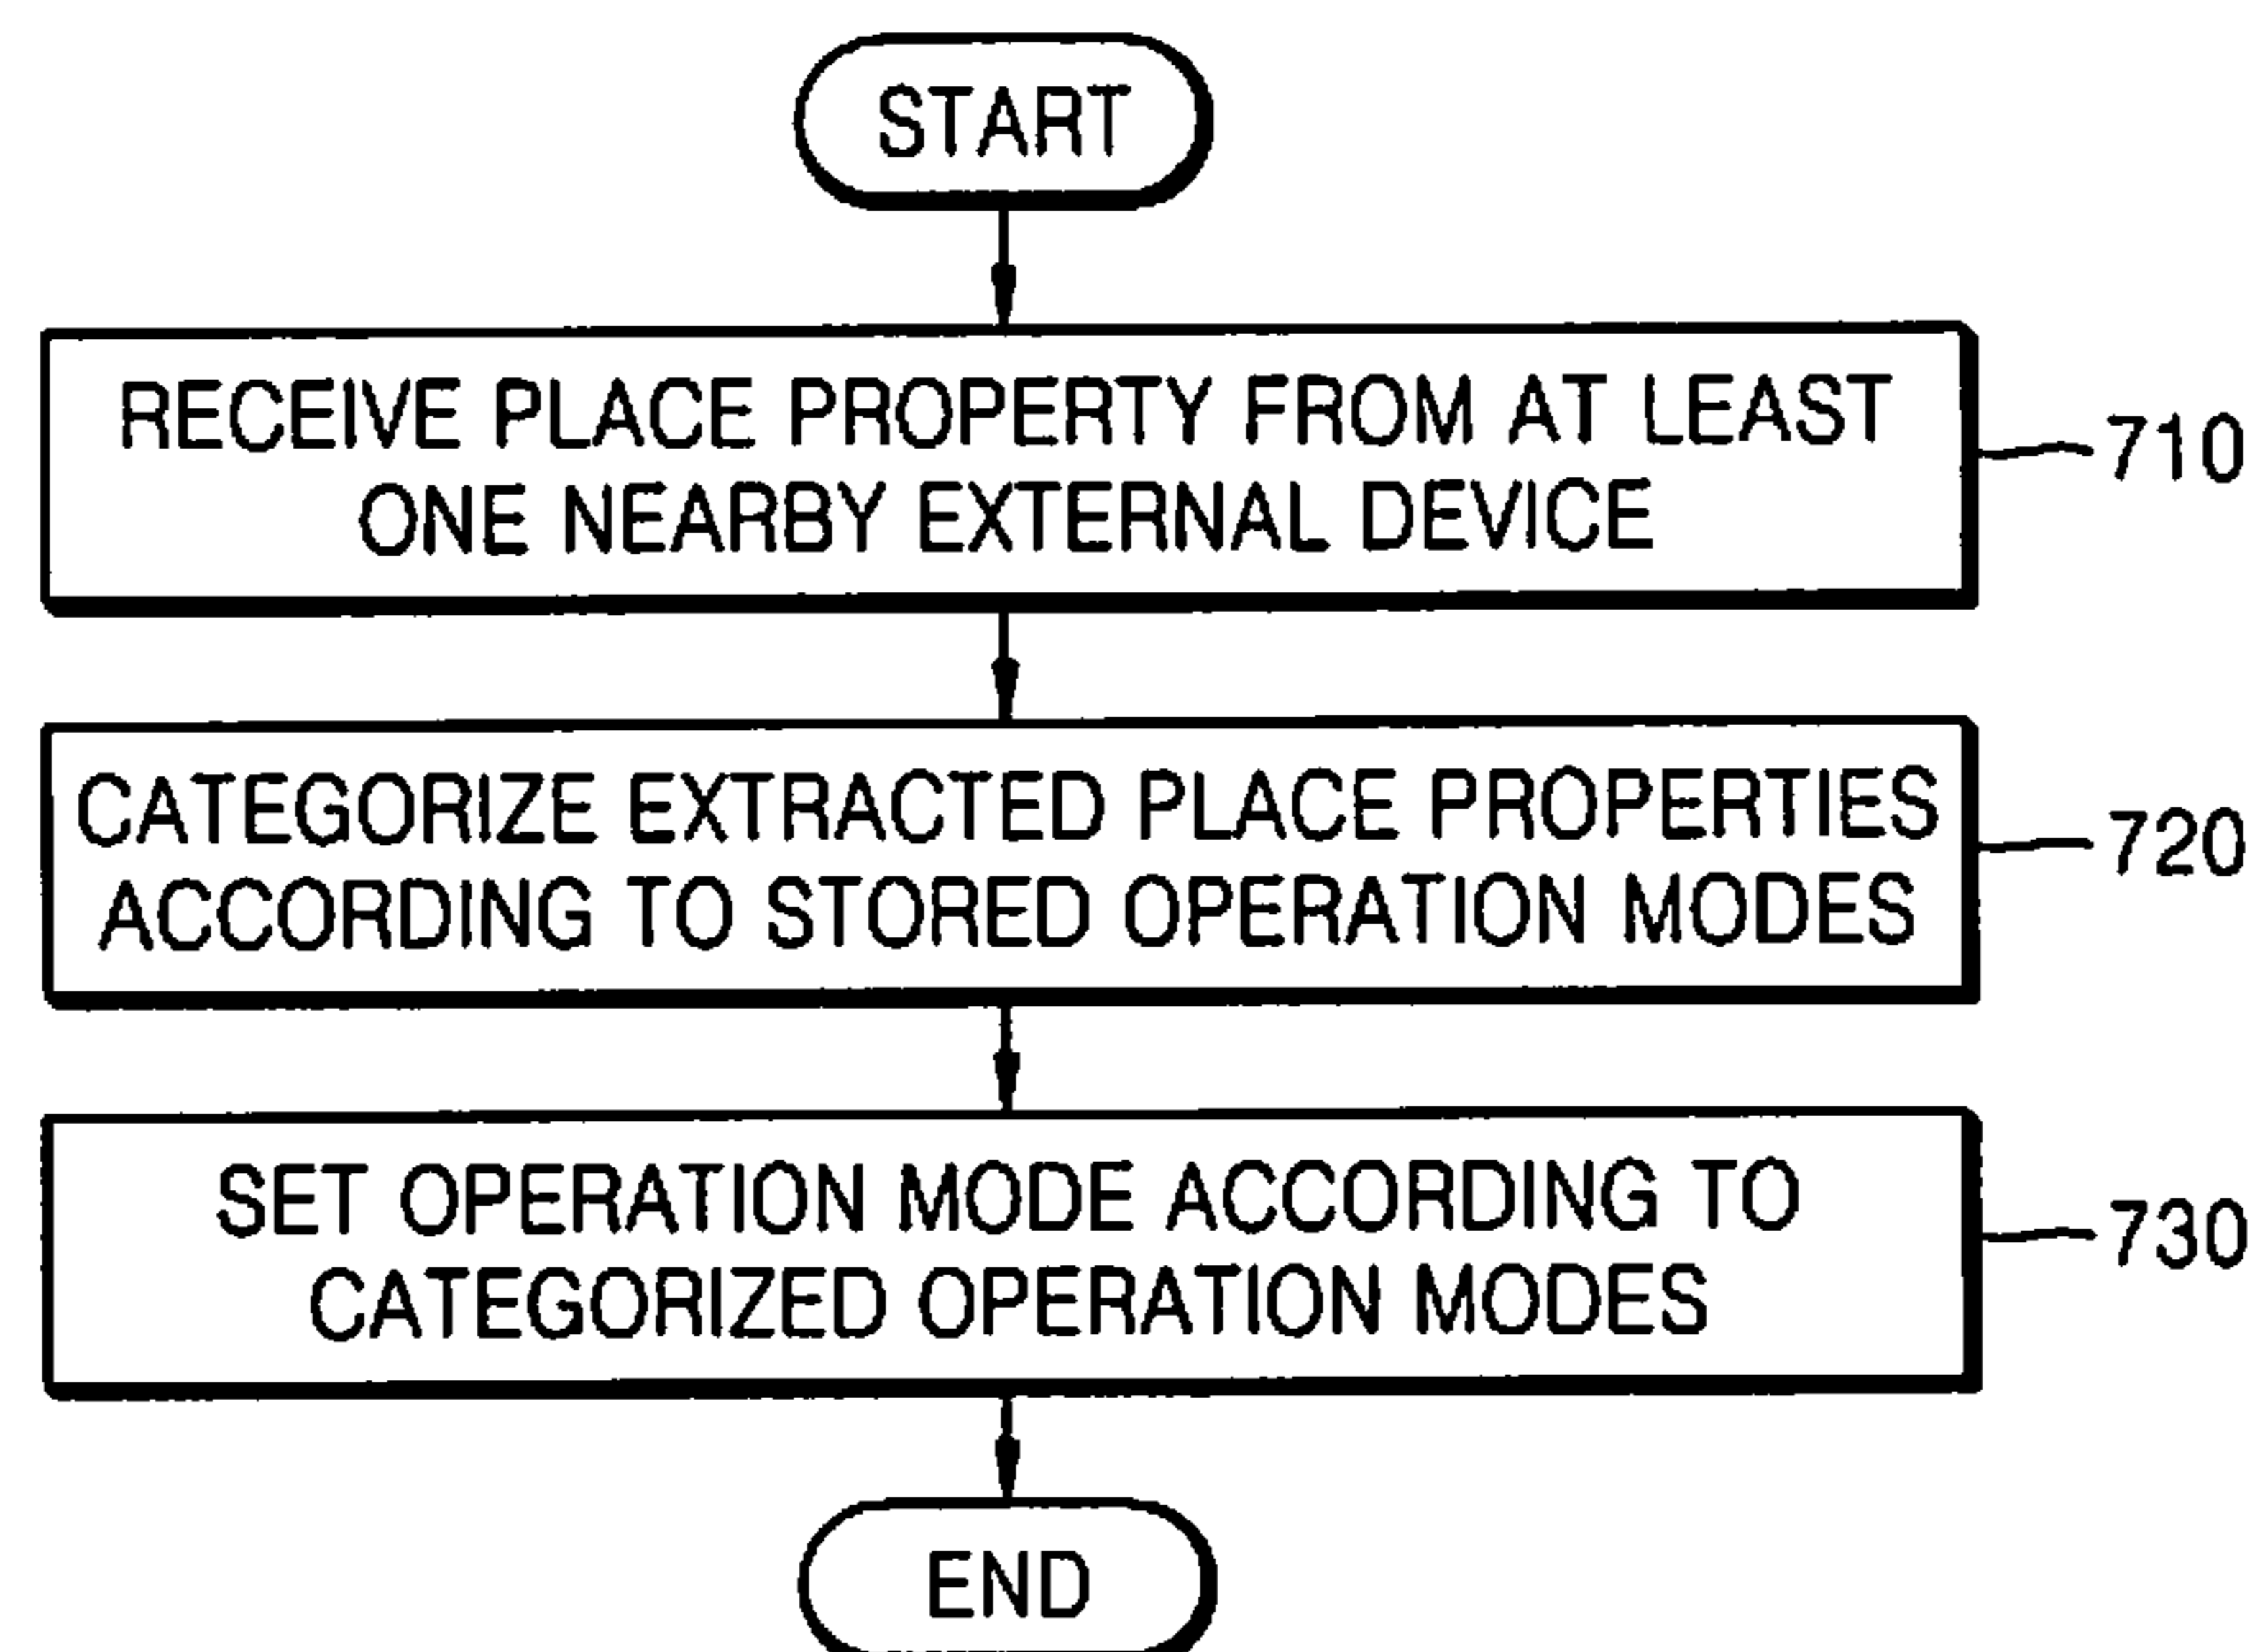 START
RECEIVE PLACE PROPERTY FROM AT LEAST
ONE NEARBY EXTERNAL DEVICE
710
CATEGORIZE EXTRACTED PLACE PROPERTIES
ACCORDING TO STORED OPERATION MODES
720
SET OPERATION MODE ACCORDING TO
CATEGORIZED OPERATION MODES
730
END